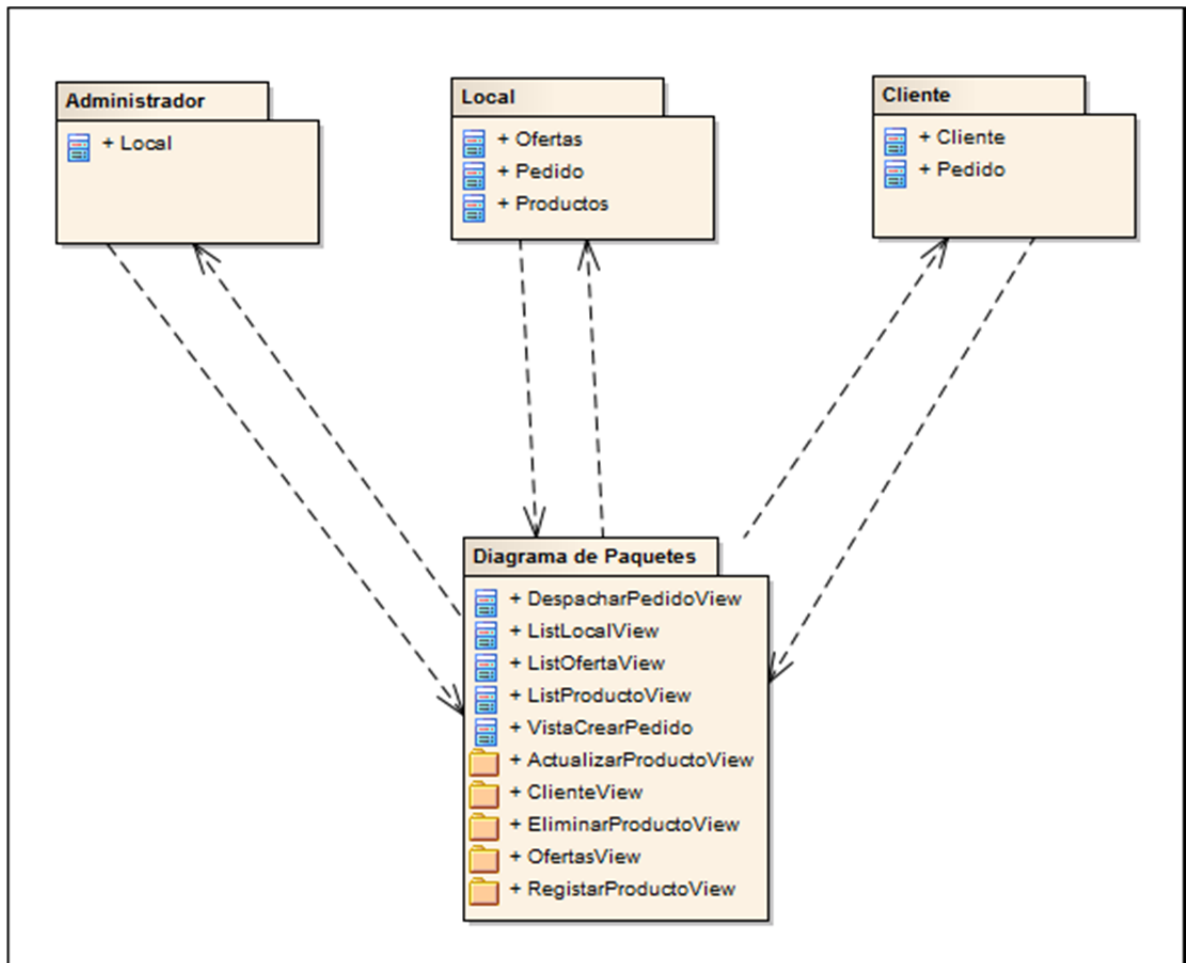 Administrador
+ Local
Local
+ Ofertas
+ Pedido
+ Productos
Cliente
+ Cliente
+ Pedido
Diagrama de Paquetes
+ DespacharPedidoView
+ ListLocalView
+ ListOfertaView
+ ListProductoView
+ VistaCrearPedido
+ ActualizarProductoView
+ ClienteView
+ EliminarProductoView
+ OfertasView
+ RegistarProductoView